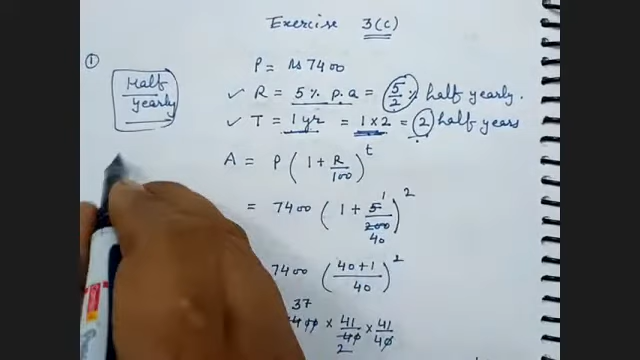 Exercise 3(c)
①
Half yearly
P = Rs 7400
✓ R = 5% p.a = 5/2 % half yearly.
✓ T = 1 yr = 1×2 = 2 half years
A = P ( 1 + R/100 )^t
= 7400 ( 1 + 5/200 )^2
1
40
7400 ( 40+1 / 40 )^2
37
× 41/40 × 41/40
2